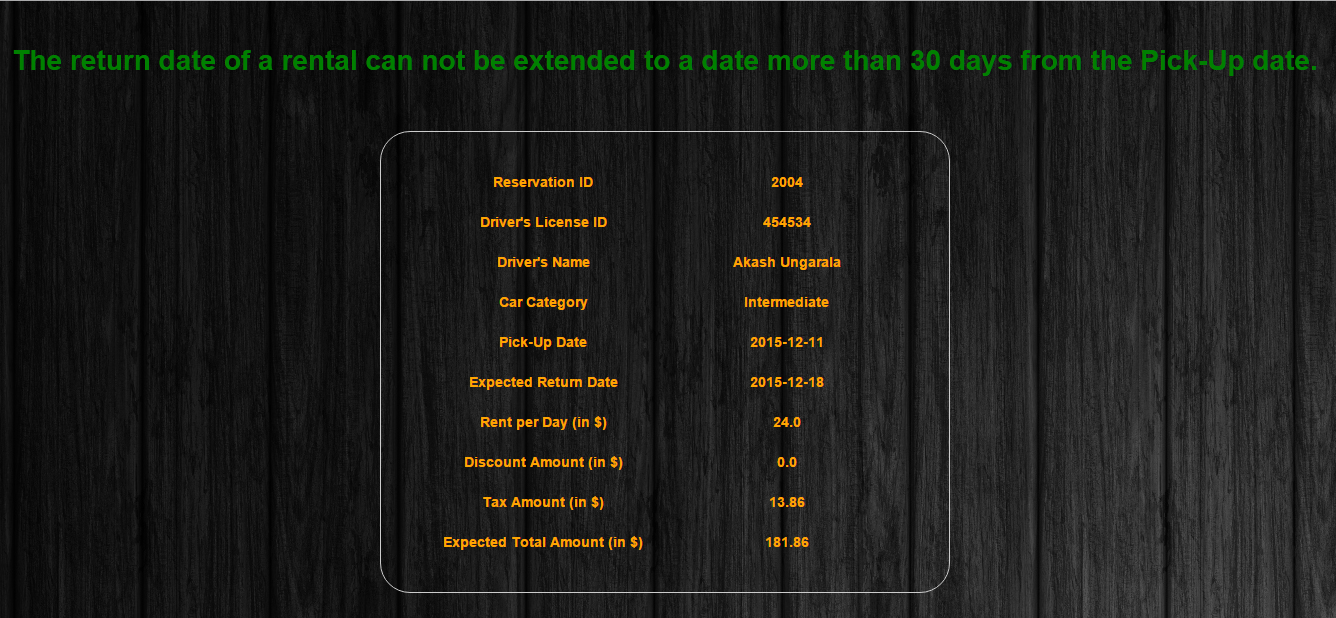 The return date of a rental can not be extended to a date more than 30 days from the Pick-Up date.
Reservation ID 2004
Driver's License ID 454534
Driver's Name Akash Ungarala
Car Category Intermediate
Pick-Up Date 2015-12-11
Expected Return Date 2015-12-18
Rent per Day (in $) 24.0
Discount Amount (in $) 0.0
Tax Amount (in $) 13.86
Expected Total Amount (in $) 181.86